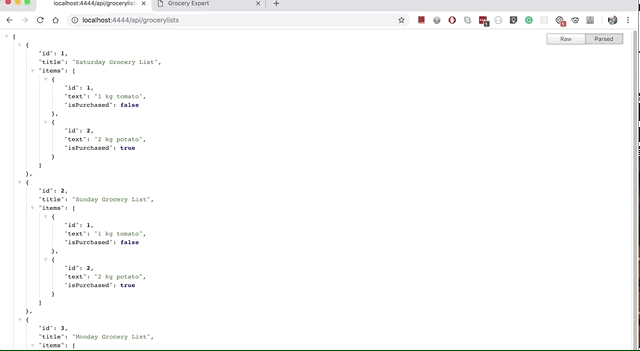 localhost:4444/api/grocerylists
Grocery Expert
localhost:4444/api/grocerylists
Raw
Parsed
[
{
"id": 1,
"title": "Saturday Grocery List",
"items": [
{
"id": 1,
"text": "1 kg tomato",
"isPurchased": false
},
{
"id": 2,
"text": "2 kg potato",
"isPurchased": true
}
]
},
{
"id": 2,
"title": "Sunday Grocery List",
"items": [
{
"id": 1,
"text": "1 kg tomato",
"isPurchased": false
},
{
"id": 2,
"text": "2 kg potato",
"isPurchased": true
}
]
},
{
"id": 3,
"title": "Monday Grocery List",
"items": [